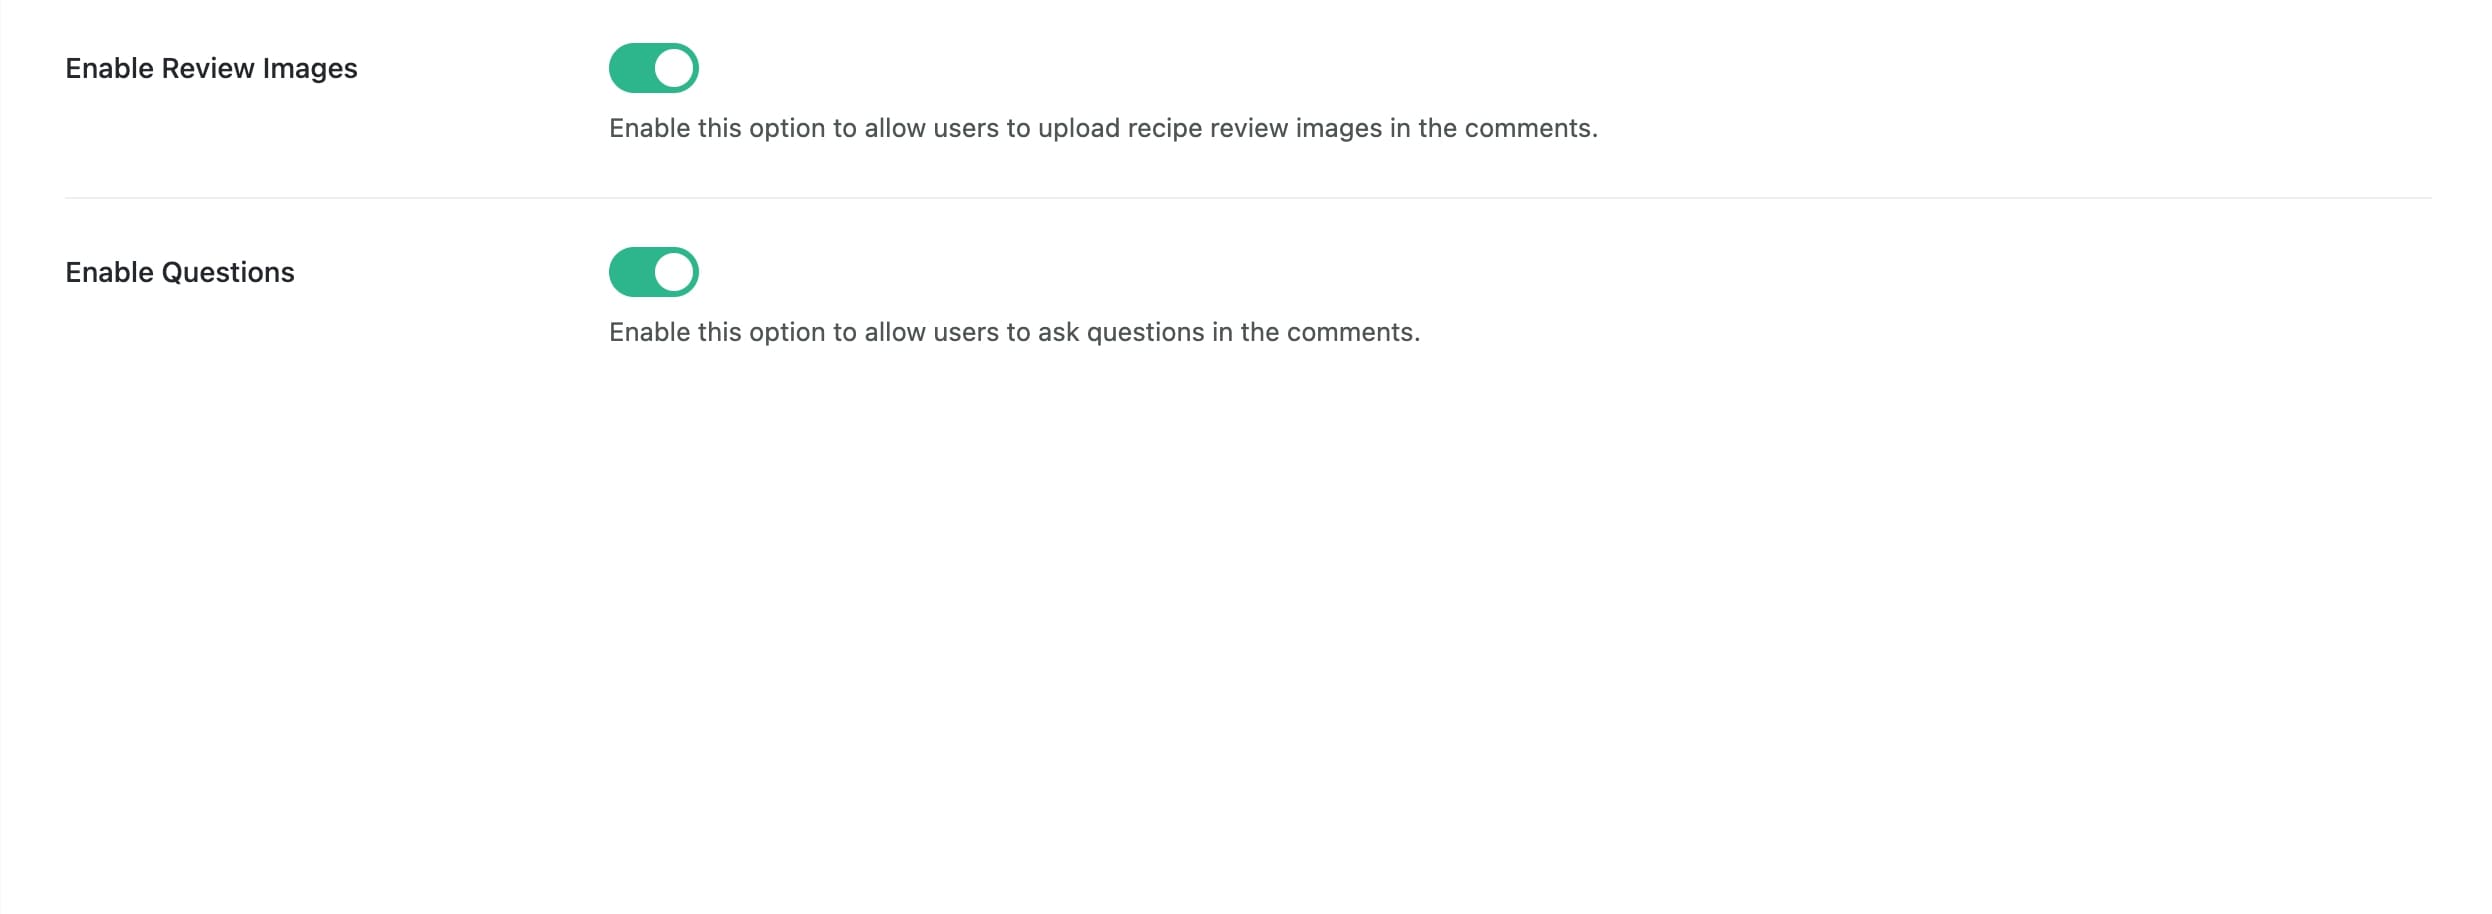 Enable Review Images
Enable this option to allow users to upload recipe review images in the comments.
Enable Questions
Enable this option to allow users to ask questions in the comments.